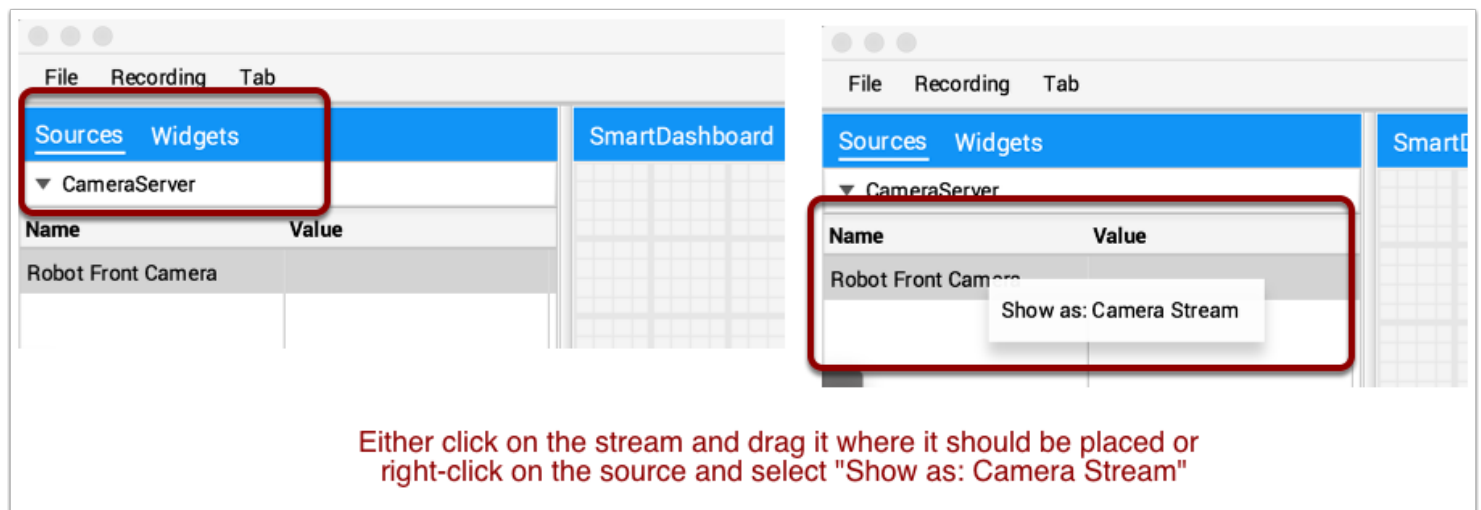 File Recording Tab
Sources Widgets
SmartDashboard
CameraServer
Name Value
Robot Front Camera
File Recording Tab
Sources Widgets
CameraServer
Name Value
Robot Front
Show as: Camera Stream
Either click on the stream and drag it where it should be placed or
right-click on the source and select "Show as: Camera Stream"